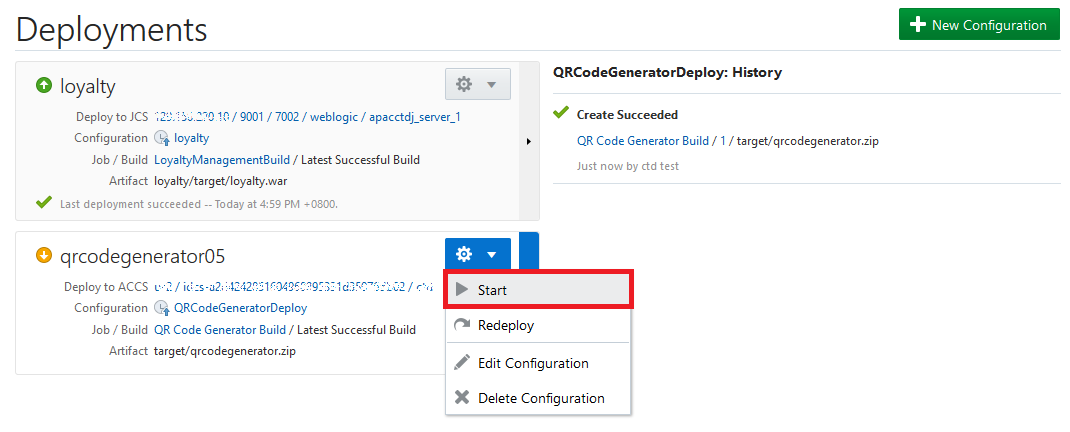 Deployments
New Configuration
loyalty
Deploy to JCS / 9001 / 7002 / weblogic / apacctdj_server_1
Configuration loyalty
Job / Build LoyaltyManagementBuild / Latest Successful Build
Artifact loyalty/target/loyalty.war
Last deployment succeeded -- Today at 4:59 PM +0800.
QRCodeGeneratorDeploy: History
Create Succeeded
QR Code Generator Build / 1 / target/qrcodegenerator.zip
Just now by ctd test
qrcodegenerator05
Deploy to ACCS
Configuration QRCodeGeneratorDeploy
Job / Build QR Code Generator Build / Latest Successful Build
Artifact target/qrcodegenerator.zip
Start
Redeploy
Edit Configuration
Delete Configuration